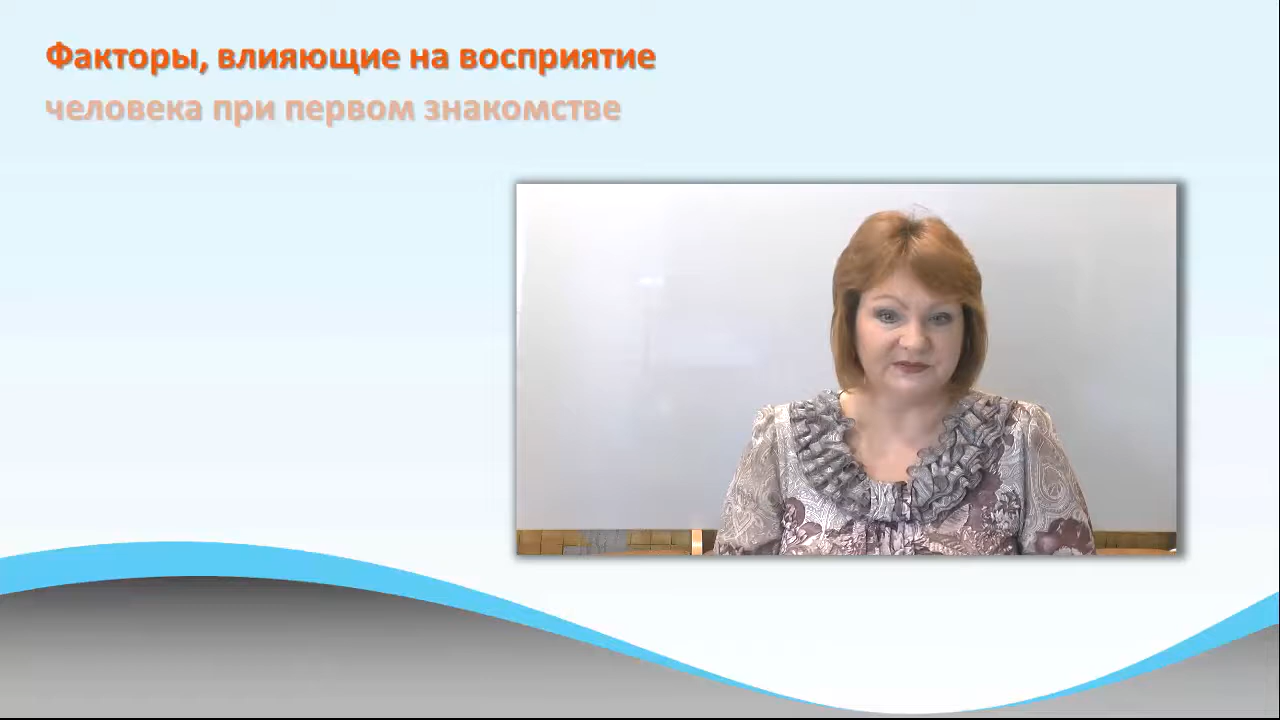 Факторы, влияющие на восприятие
человека при первом знакомстве